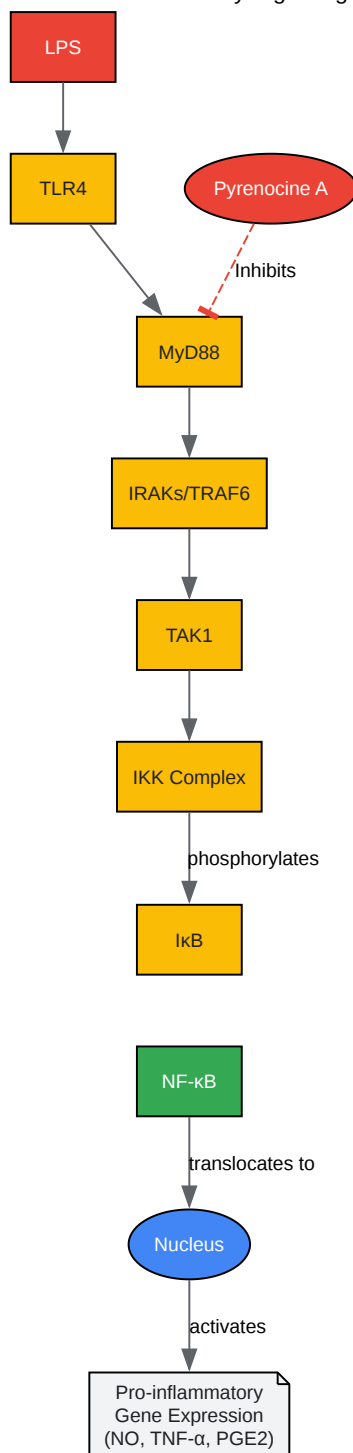 LPS
TLR4
Pyrenocine A
Inhibits
MyD88
IRAKs/TRAF6
TAK1
IKK Complex
phosphorylates
IκB
NF-κB
translocates to
Nucleus
activates
Pro-inflammatory
Gene Expression
(NO, TNF-α, PGE2)